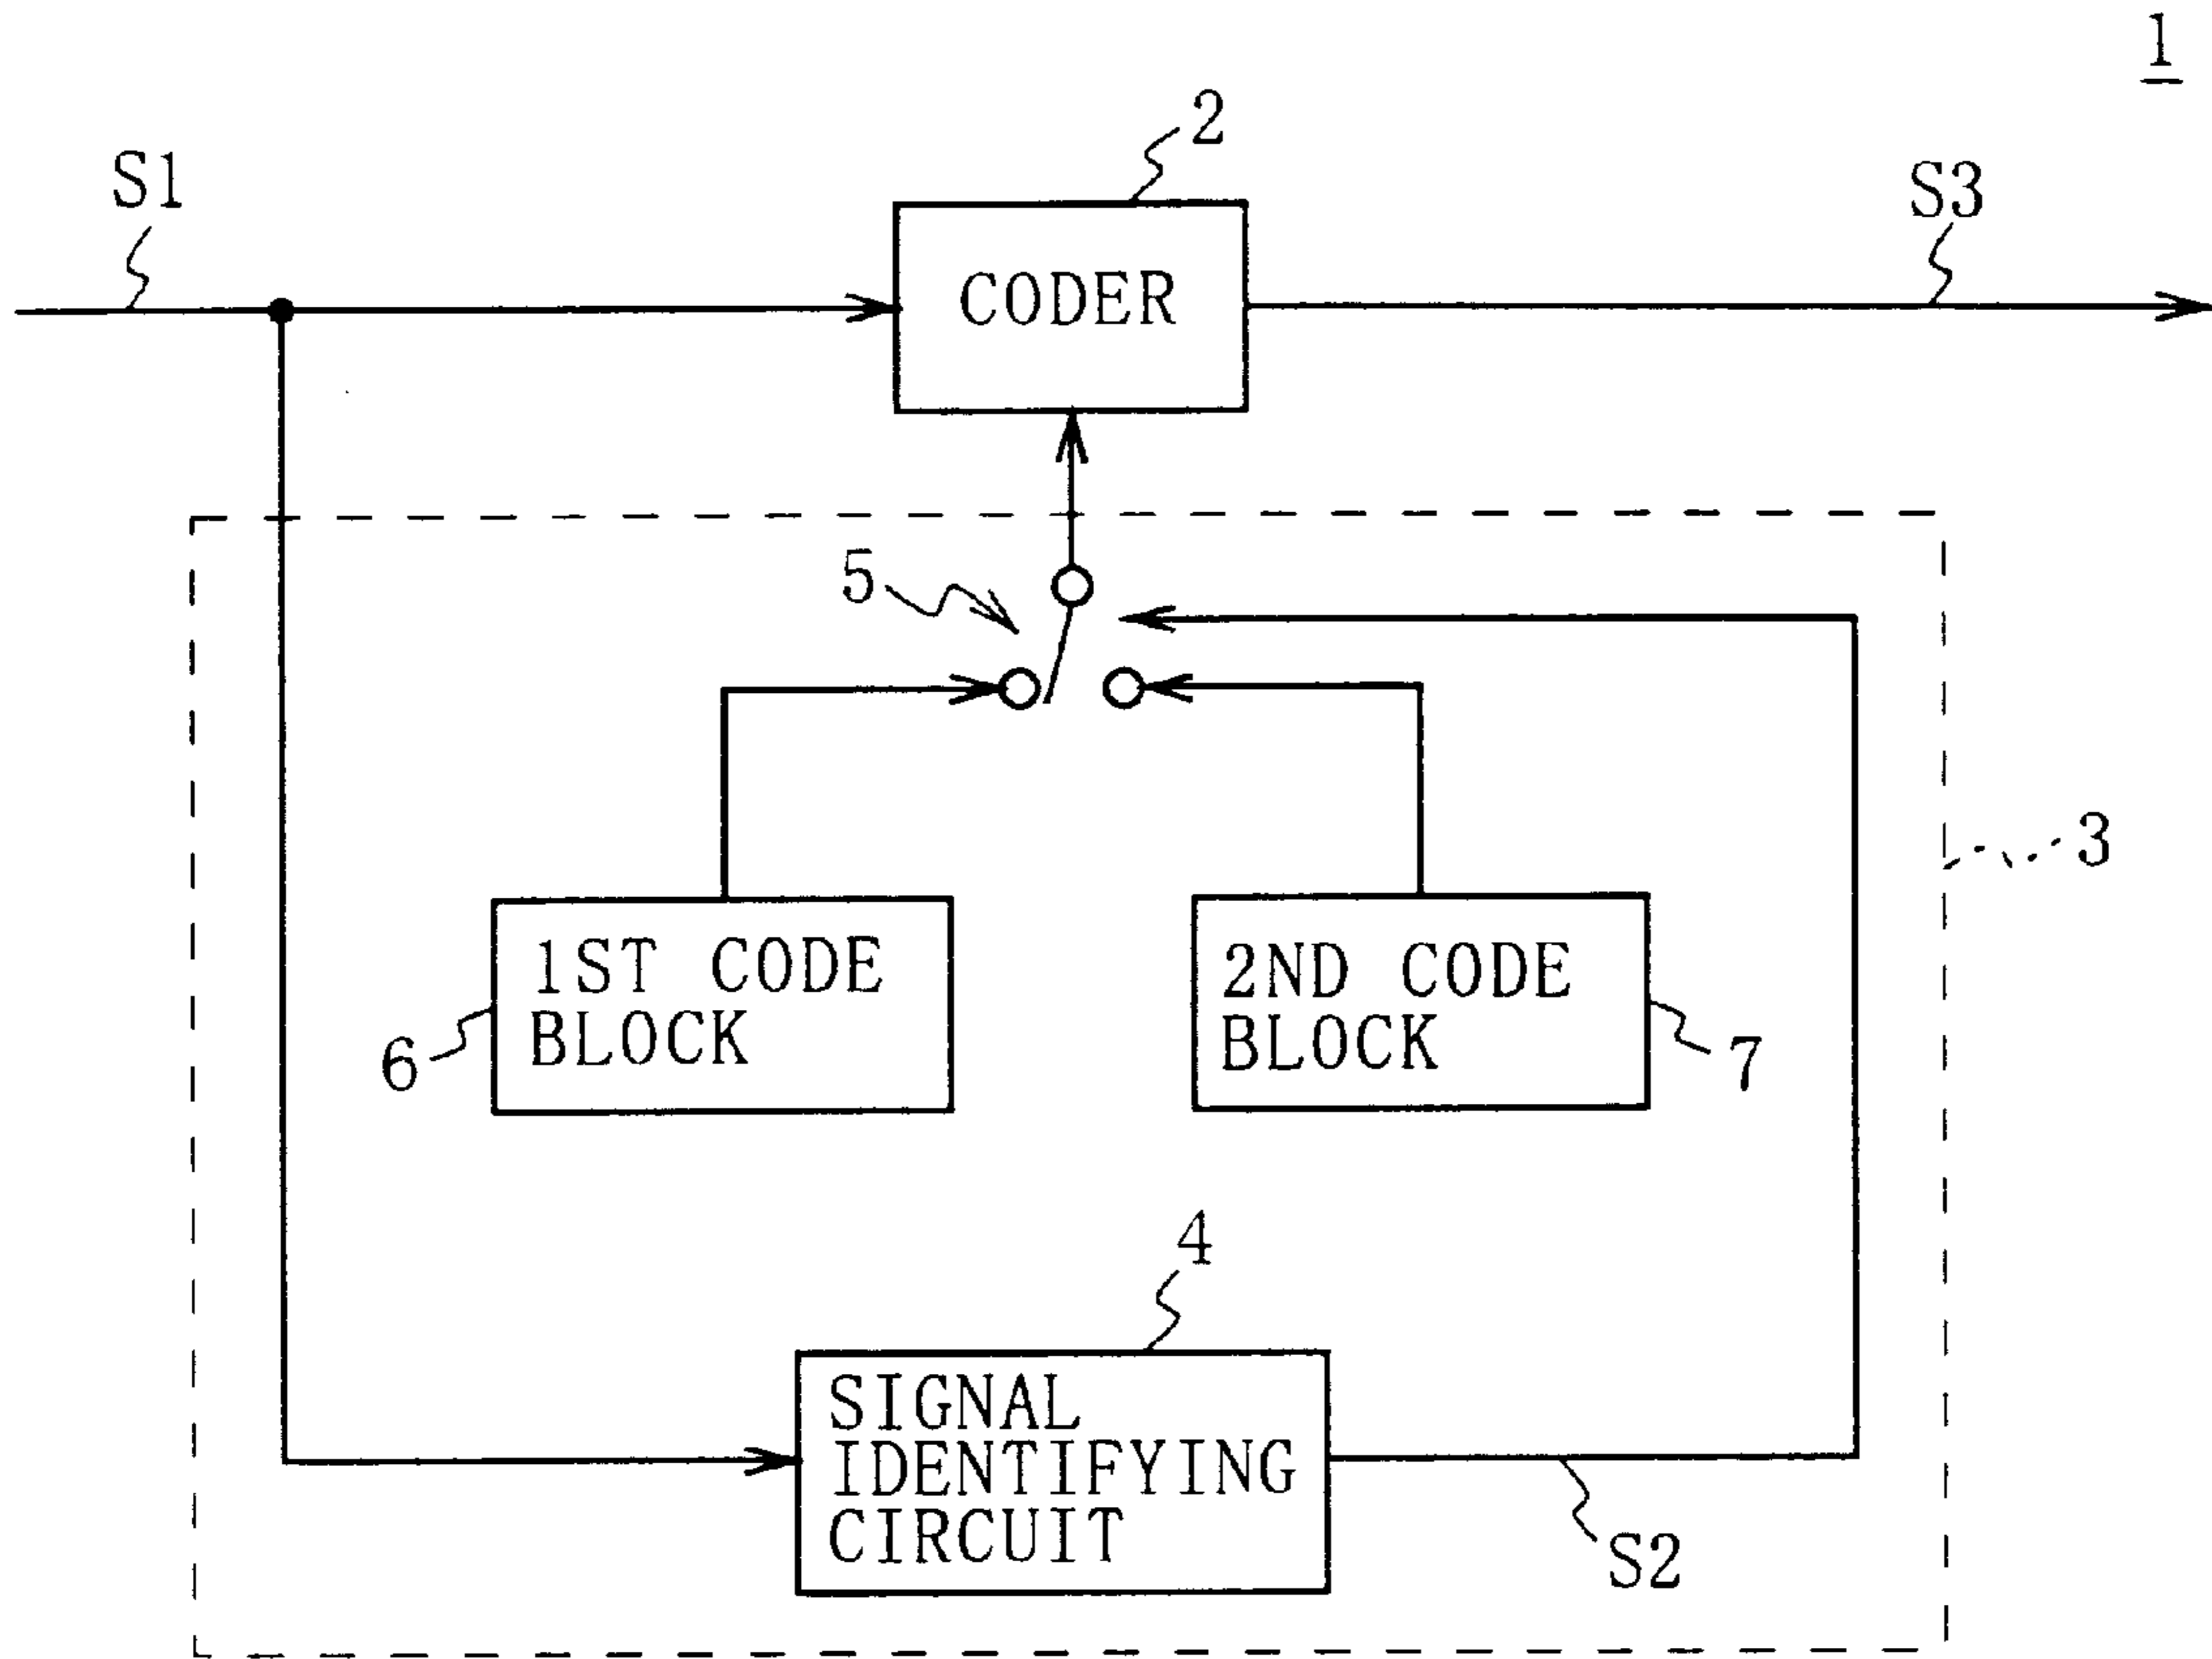 1
2
S1
S3
CODER
5
3
1ST CODE
BLOCK
2ND CODE
BLOCK
6
7
4
SIGNAL
IDENTIFYING
CIRCUIT
S2